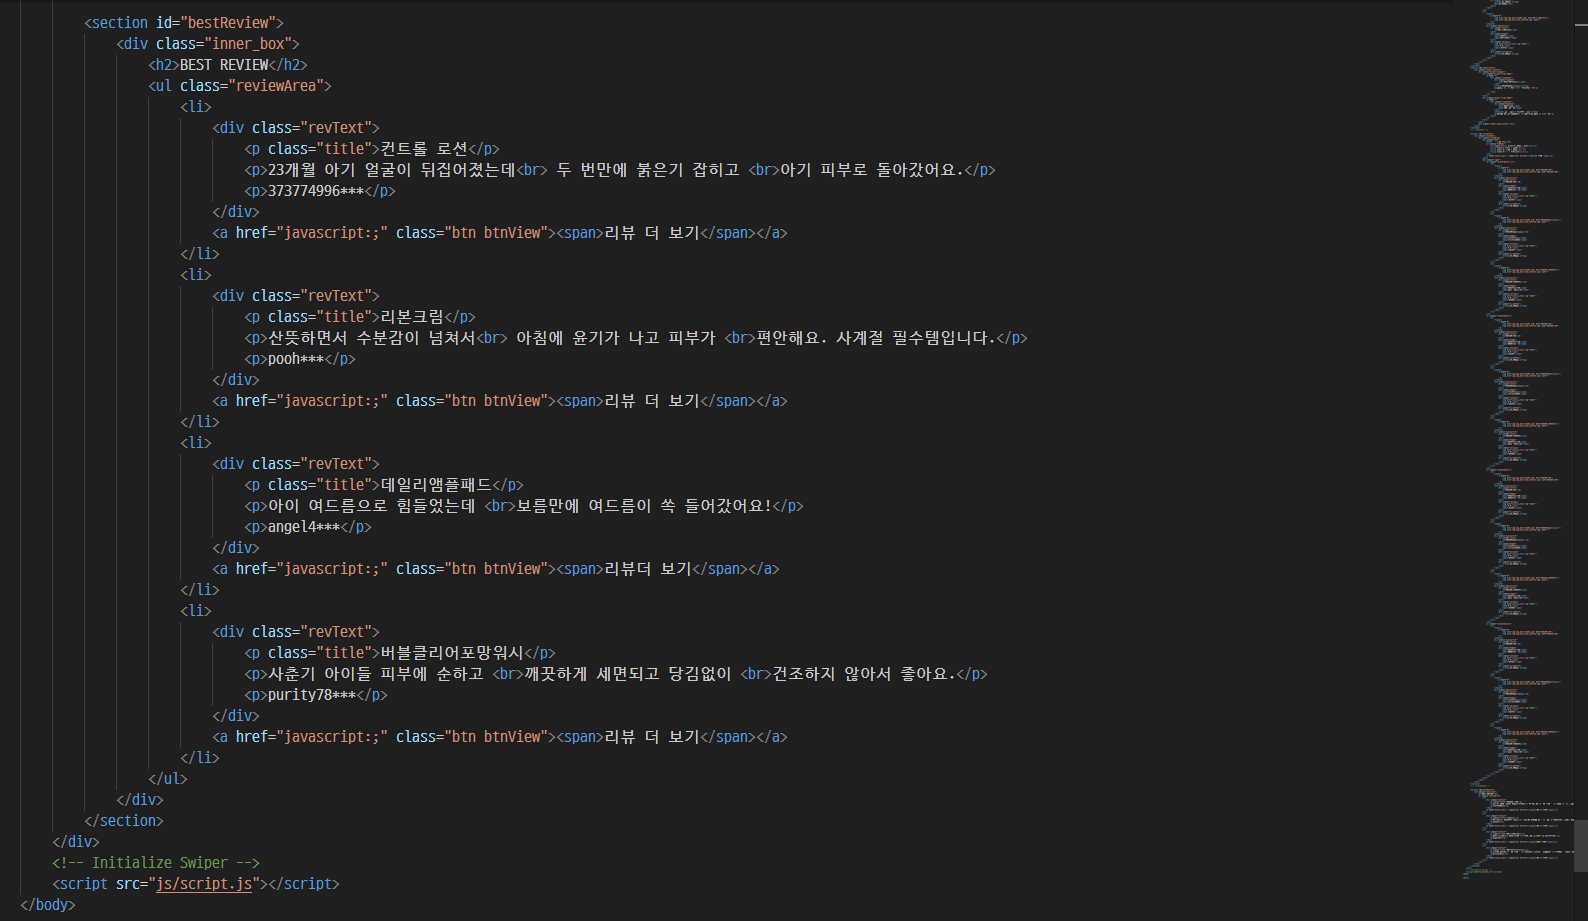 <section id="bestReview">
<div class="inner_box">
<h2>BEST REVIEW</h2>
<ul class="reviewArea">
<li>
<div class="revText">
<p class="title">컨트롤 로션</p>
<p>23개월 아기 얼굴이 뒤집어졌는데<br> 두 번만에 붉은기 잡히고 <br>아기 피부로 돌아갔어요.</p>
<p>373774996***</p>
</div>
<a href="javascript:;" class="btn btnView"><span>리뷰 더 보기</span></a>
</li>
<li>
<div class="revText">
<p class="title">리본크림</p>
<p>산뜻하면서 수분감이 넘쳐서<br> 아침에 윤기가 나고 피부가 <br>편안해요. 사계절 필수템입니다.</p>
<p>pooh***</p>
</div>
<a href="javascript:;" class="btn btnView"><span>리뷰 더 보기</span></a>
</li>
<li>
<div class="revText">
<p class="title">데일리앰플패드</p>
<p>아이 여드름으로 힘들었는데 <br>보름만에 여드름이 쏙 들어갔어요!</p>
<p>angel4***</p>
</div>
<a href="javascript:;" class="btn btnView"><span>리뷰더 보기</span></a>
</li>
<li>
<div class="revText">
<p class="title">버블클리어포망워시</p>
<p>사춘기 아이들 피부에 순하고 <br>깨끗하게 세면되고 당김없이 <br>건조하지 않아서 좋아요.</p>
<p>purity78***</p>
</div>
<a href="javascript:;" class="btn btnView"><span>리뷰 더 보기</span></a>
</li>
</ul>
</div>
</section>
</div>
<!-- Initialize Swiper -->
<script src="js/script.js"></script>
</body>